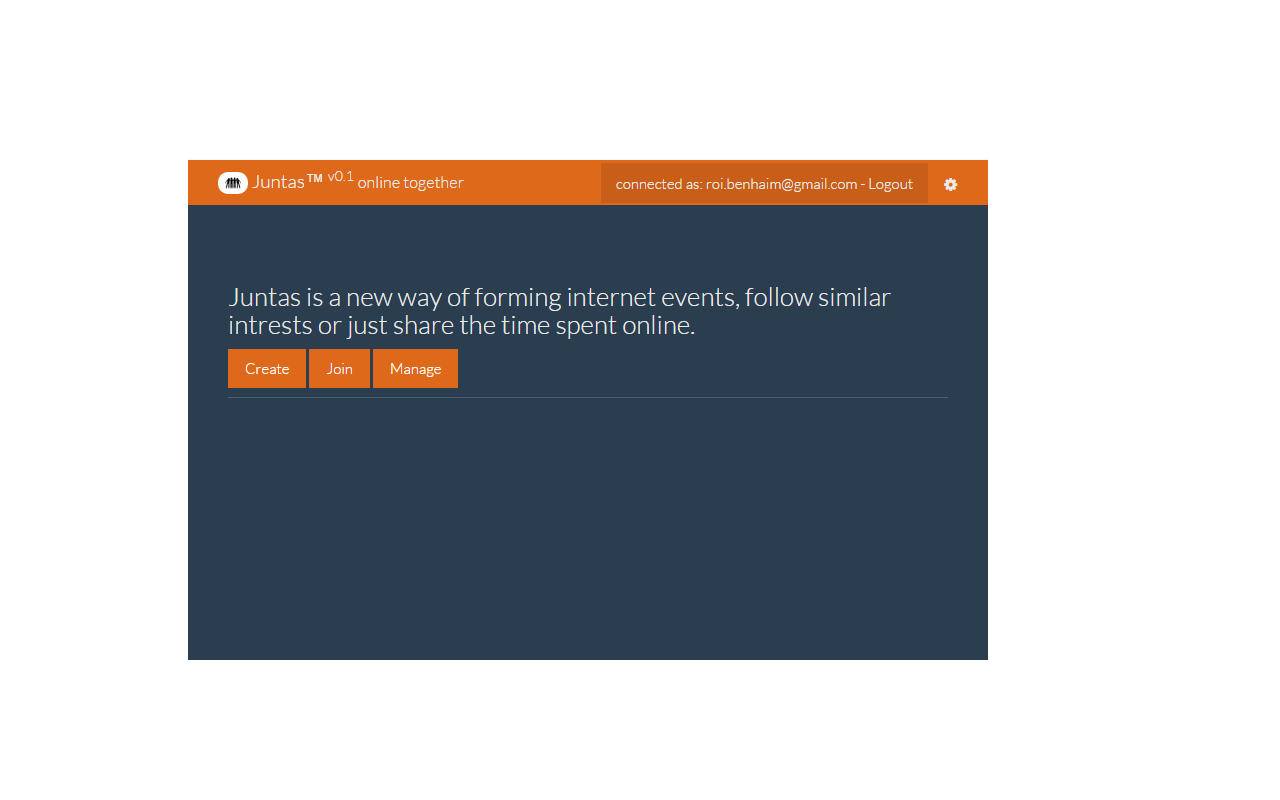 Juntas™ v0.1 online together
connected as: roi.benhaim@gmail.com - Logout
Juntas is a new way of forming internet events, follow similar
intrests or just share the time spent online.
Create Join Manage